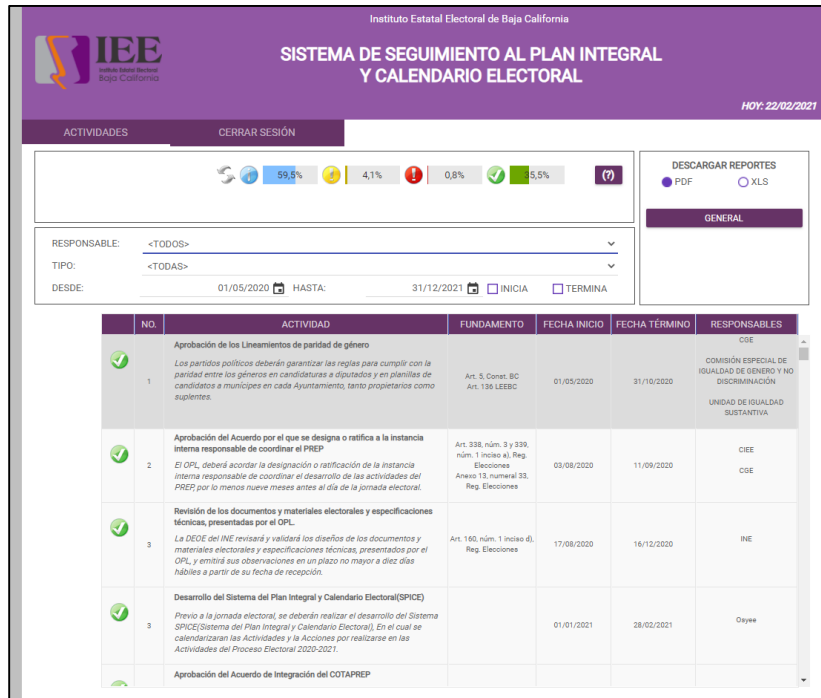 Instituto Estatal Electoral de Baja California
IEE
Instituto Estatal Electoral
Baja California
SISTEMA DE SEGUIMIENTO AL PLAN INTEGRAL
Y CALENDARIO ELECTORAL
HOY: 22/02/2021
ACTIVIDADES
CERRAR SESIÓN
59,5%
4,1%
0,8%
35,5%
(?)
DESCARGAR REPORTES
PDF
XLS
GENERAL
RESPONSABLE: <TODOS>
TIPO: <TODAS>
DESDE: 01/05/2020 HASTA: 31/12/2021 INICIA TERMINA
NO. ACTIVIDAD FUNDAMENTO FECHA INICIO FECHA TÉRMINO RESPONSABLES
1
Aprobación de los Lineamientos de paridad de género
Los partidos políticos deberán garantizar las reglas para cumplir con la
paridad entre los géneros en candidaturas a diputados y en planillas de
candidatos a munícipes en cada Ayuntamiento, tanto propietarios como
suplentes.
Art. 5, Const. BC
Art. 136 LEEBC
01/05/2020
31/10/2020
CGE
COMISIÓN ESPECIAL DE
IGUALDAD DE GENERO Y NO
DISCRIMINACIÓN
UNIDAD DE IGUALDAD
SUSTANTIVA
2
Aprobación del Acuerdo por el que se designa o ratifica a la instancia
interna responsable de coordinar el PREP
El OPL, deberá acordar la designación o ratificación de la instancia
interna responsable de coordinar el desarrollo de las actividades del
PREP, por lo menos nueve meses antes al día de la jornada electoral.
Art. 338, núm. 3 y 339,
núm. 1 inciso a), Reg.
Elecciones
Anexo 13, numeral 33,
Reg. Elecciones
03/08/2020
11/09/2020
CIEE
CGE
3
Revisión de los documentos y materiales electorales y especificaciones
técnicas, presentadas por el OPL.
La DEOE del INE revisará y validará los diseños de los documentos y
materiales electorales y especificaciones técnicas, presentados por el
OPL, y emitirá sus observaciones en un plazo no mayor a diez días
hábiles a partir de su fecha de recepción.
Art. 160, núm. 1 inciso d),
Reg. Elecciones
17/08/2020
16/12/2020
INE
3
Desarrollo del Sistema del Plan Integral y Calendario Electoral(SPICE)
Previo a la jornada electoral, se deberán realizar el desarrollo del Sistema
SPICE(Sistema del Plan Integral y Calendario Electoral), En el cual se
calendarizaran las Actividades y la Acciones por realizarse en las
Actividades del Proceso Electoral 2020-2021.
01/01/2021
28/02/2021
Osyee
Aprobación del Acuerdo de Integración del COTAPREP